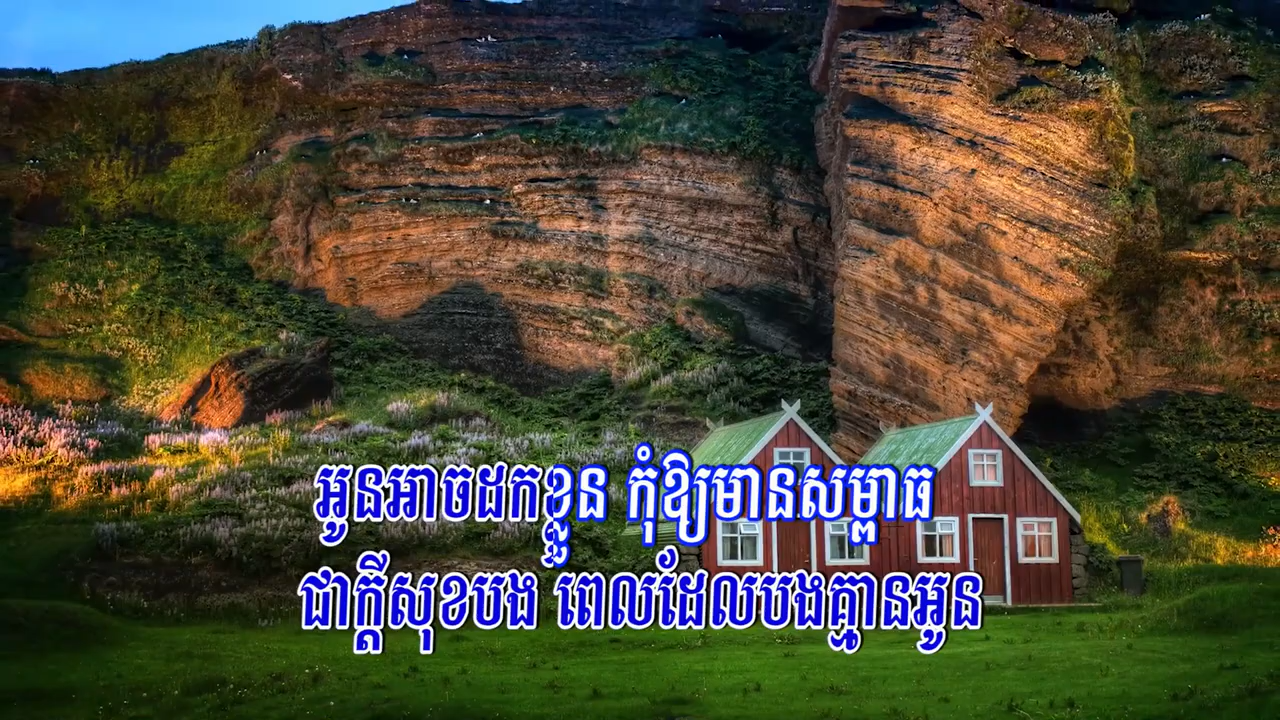 អូនអាចដកខ្លួន កុំឱ្យមានសម្ពាធ
ជាក្ដីសុខបង ពេលដែលបងគ្មានអូន